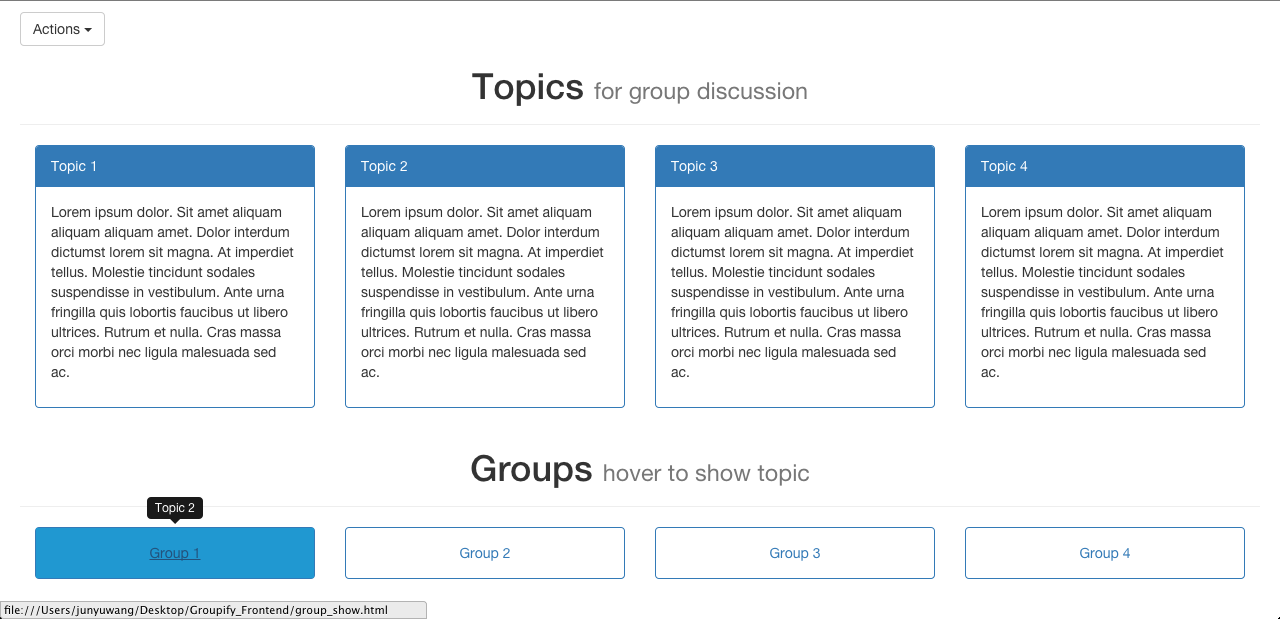 Actions
Topics for group discussion
Topic 1
Lorem ipsum dolor. Sit amet aliquam
aliquam aliquam amet. Dolor interdum
dictumst lorem sit magna. At imperdiet
tellus. Molestie tincidunt sodales
suspendisse in vestibulum. Ante urna
fringilla quis lobortis faucibus ut libero
ultrices. Rutrum et nulla. Cras massa
orci morbi nec ligula malesuada sed
ac.
Topic 2
Lorem ipsum dolor. Sit amet aliquam
aliquam aliquam amet. Dolor interdum
dictumst lorem sit magna. At imperdiet
tellus. Molestie tincidunt sodales
suspendisse in vestibulum. Ante urna
fringilla quis lobortis faucibus ut libero
ultrices. Rutrum et nulla. Cras massa
orci morbi nec ligula malesuada sed
ac.
Topic 3
Lorem ipsum dolor. Sit amet aliquam
aliquam aliquam amet. Dolor interdum
dictumst lorem sit magna. At imperdiet
tellus. Molestie tincidunt sodales
suspendisse in vestibulum. Ante urna
fringilla quis lobortis faucibus ut libero
ultrices. Rutrum et nulla. Cras massa
orci morbi nec ligula malesuada sed
ac.
Topic 4
Lorem ipsum dolor. Sit amet aliquam
aliquam aliquam amet. Dolor interdum
dictumst lorem sit magna. At imperdiet
tellus. Molestie tincidunt sodales
suspendisse in vestibulum. Ante urna
fringilla quis lobortis faucibus ut libero
ultrices. Rutrum et nulla. Cras massa
orci morbi nec ligula malesuada sed
ac.
Groups hover to show topic
Topic 2
Group 1
Group 2
Group 3
Group 4
file:///Users/junyuwang/Desktop/Groupify_Frontend/group_show.html